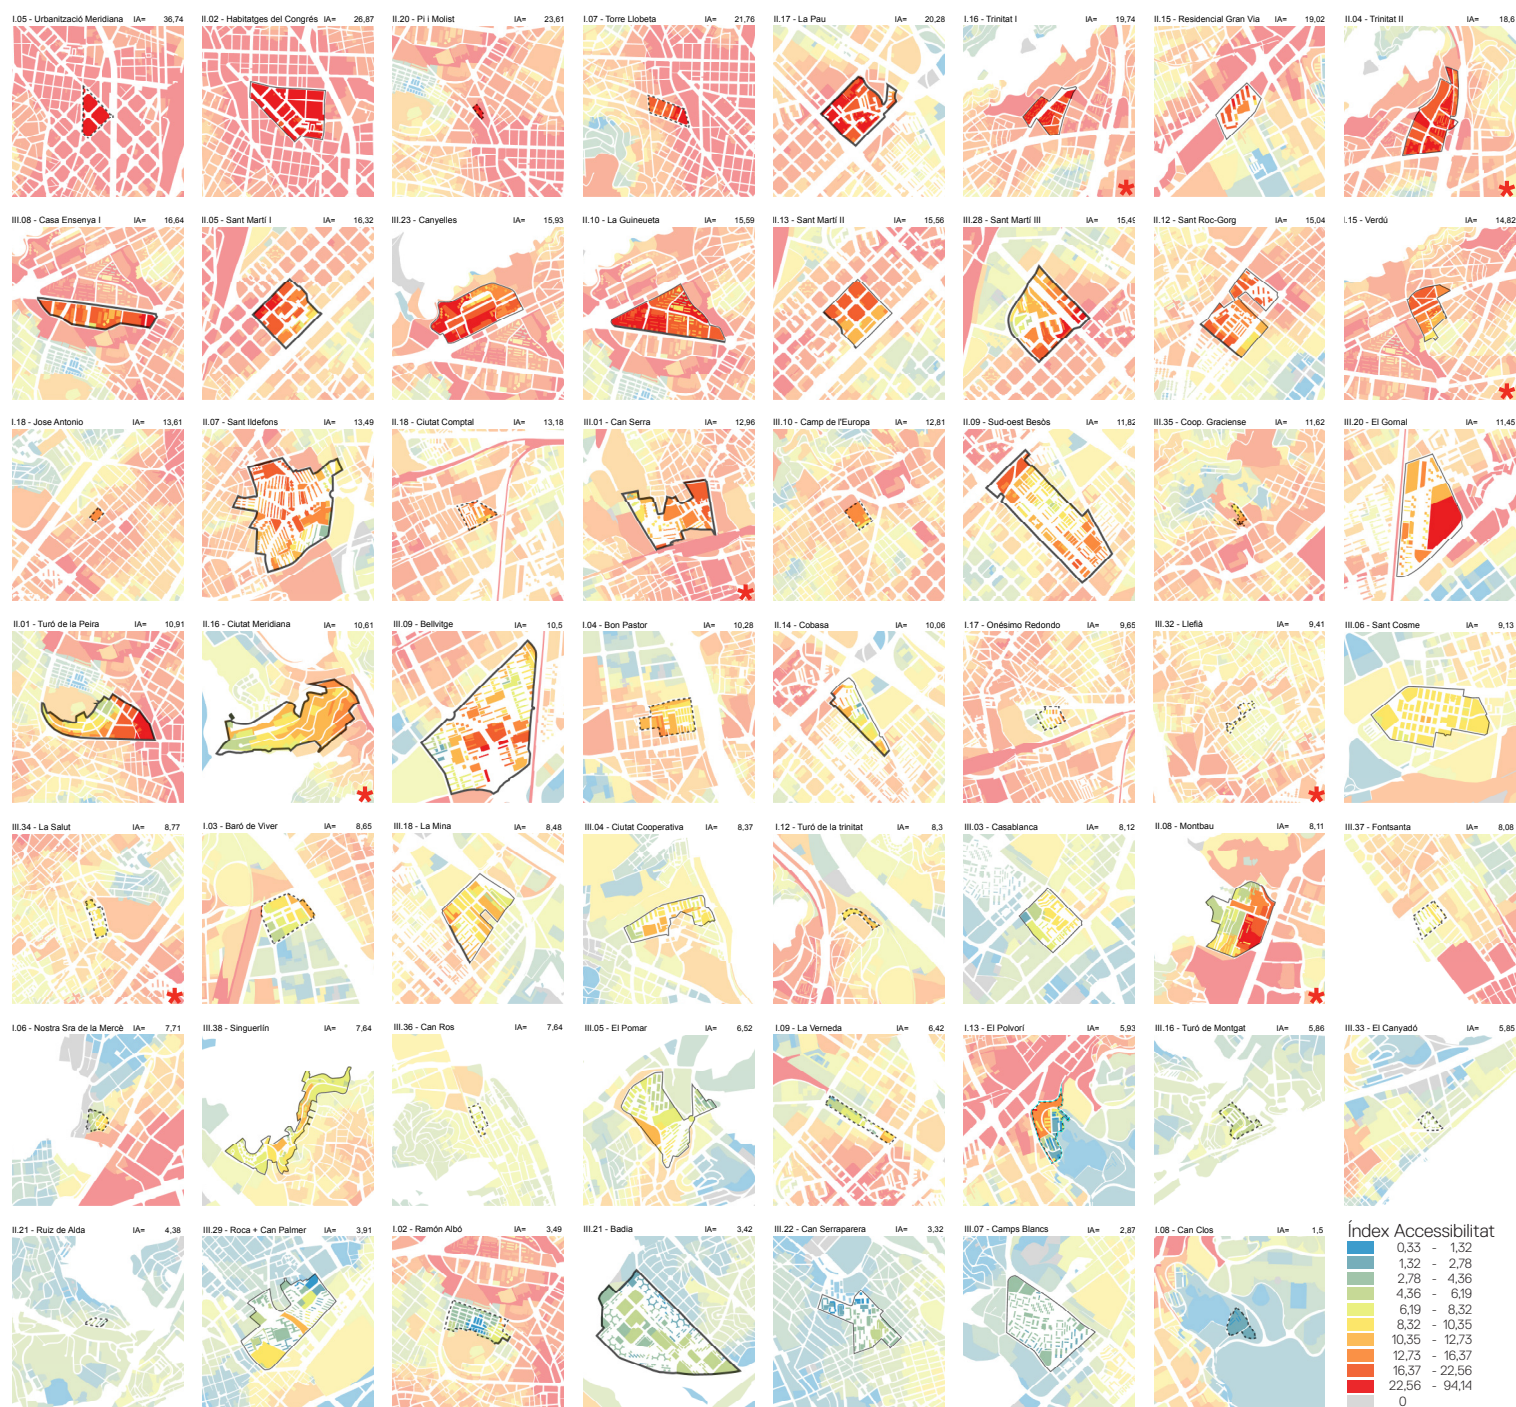 I.05 - Urbanització Meridiana IA= 36,74
II.02 - Habitatges del Congrés IA= 26,87
II.20 - Pi i Molist IA= 23,61
I.07 - Torre Llobeta IA= 21,76
II.17 - La Pau IA= 20,28
I.16 - Trinitat I IA= 19,74
II.15 - Residencial Gran Via IA= 19,02
II.04 - Trinitat II IA= 18,6
III.08 - Casa Ensenya I IA= 16,64
II.05 - Sant Martí I IA= 16,32
III.23 - Canyelles IA= 15,93
II.10 - La Guineueta IA= 15,59
II.13 - Sant Martí II IA= 15,56
III.28 - Sant Martí III IA= 15,49
II.12 - Sant Roc-Gorg IA= 15,04
I.15 - Verdú IA= 14,82
I.18 - Jose Antonio IA= 13,61
II.07 - Sant Ildefons IA= 13,49
II.18 - Ciutat Comptal IA= 13,18
III.01 - Can Serra IA= 12,96
III.10 - Camp de l'Europa IA= 12,81
II.09 - Sud-oest Besòs IA= 11,82
III.35 - Coop. Graciense IA= 11,62
III.20 - El Gornal IA= 11,45
II.01 - Turó de la Peira IA= 10,91
II.16 - Ciutat Meridiana IA= 10,61
III.09 - Bellvitge IA= 10,5
I.04 - Bon Pastor IA= 10,28
II.14 - Cobasa IA= 10,06
I.17 - Onésimo Redondo IA= 9,65
III.32 - Llefià IA= 9,41
III.06 - Sant Cosme IA= 9,13
III.34 - La Salut IA= 8,77
I.03 - Baró de Viver IA= 8,65
III.18 - La Mina IA= 8,48
III.04 - Ciutat Cooperativa IA= 8,37
I.12 - Turó de la trinitat IA= 8,3
III.03 - Casablanca IA= 8,12
II.08 - Montbau IA= 8,11
III.37 - Fontsanta IA= 8,08
I.06 - Nostra Sra de la Mercè IA= 7,71
III.38 - Singuerlín IA= 7,64
III.36 - Can Ros IA= 7,64
III.05 - El Pomar IA= 6,52
I.09 - La Verneda IA= 6,42
I.13 - El Polvorí IA= 5,93
III.16 - Turó de Montgat IA= 5,86
III.33 - El Canyadó IA= 5,85
II.21 - Ruiz de Alda IA= 4,38
III.29 - Roca + Can Palmer IA= 3,91
I.02 - Ramón Albó IA= 3,49
III.21 - Badia IA= 3,42
III.22 - Can Serraparera IA= 3,32
III.07 - Camps Blancs IA= 2,87
I.08 - Can Clos IA= 1,5
Índex Accessibilitat
0,33 - 1,32
1,32 - 2,78
2,78 - 4,36
4,36 - 6,19
6,19 - 8,32
8,32 - 10,35
10,35 - 12,73
12,73 - 16,37
16,37 - 22,56
22,56 - 94,14
0